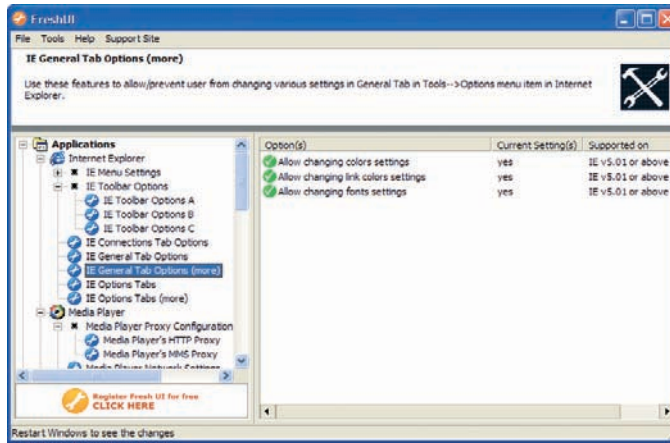 FreshUI
File Tools Help Support Site
IE General Tab Options (more)
Use these features to allow/prevent user from changing various settings in General Tab in Tools-->Options menu item in Internet
Explorer.
Applications
Internet Explorer
IE Menu Settings
IE Toolbar Options
IE Toolbar Options A
IE Toolbar Options B
IE Toolbar Options C
IE Connections Tab Options
IE General Tab Options
IE General Tab Options (more)
IE Options Tabs
IE Options Tabs (more)
Media Player
Media Player Proxy Configuration
Media Player's HTTP Proxy
Media Player's MMS Proxy
Media Player Network Settings
Option(s) Current Setting(s) Supported on
Allow changing colors settings yes IE v5.01 or above
Allow changing link colors settings yes IE v5.01 or above
Allow changing fonts settings yes IE v5.01 or above
Register Fresh UI for free
CLICK HERE
Restart Windows to see the changes